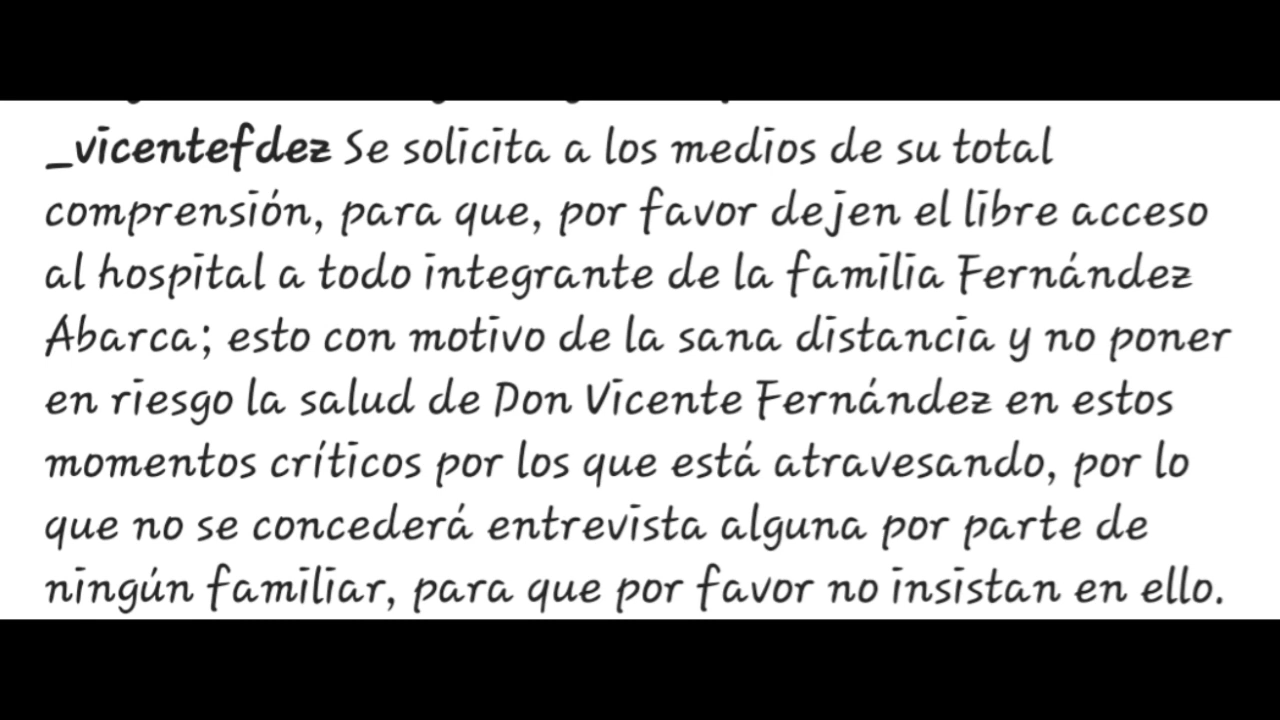 _vicentefdez Se solicita a los medios de su total
comprensión, para que, por favor dejen el libre acceso
al hospital a todo integrante de la familia Fernández
Abarca; esto con motivo de la sana distancia y no poner
en riesgo la salud de Don Vicente Fernández en estos
momentos críticos por los que está atravesando, por lo
que no se concederá entrevista alguna por parte de
ningún familiar, para que por favor no insistan en ello.